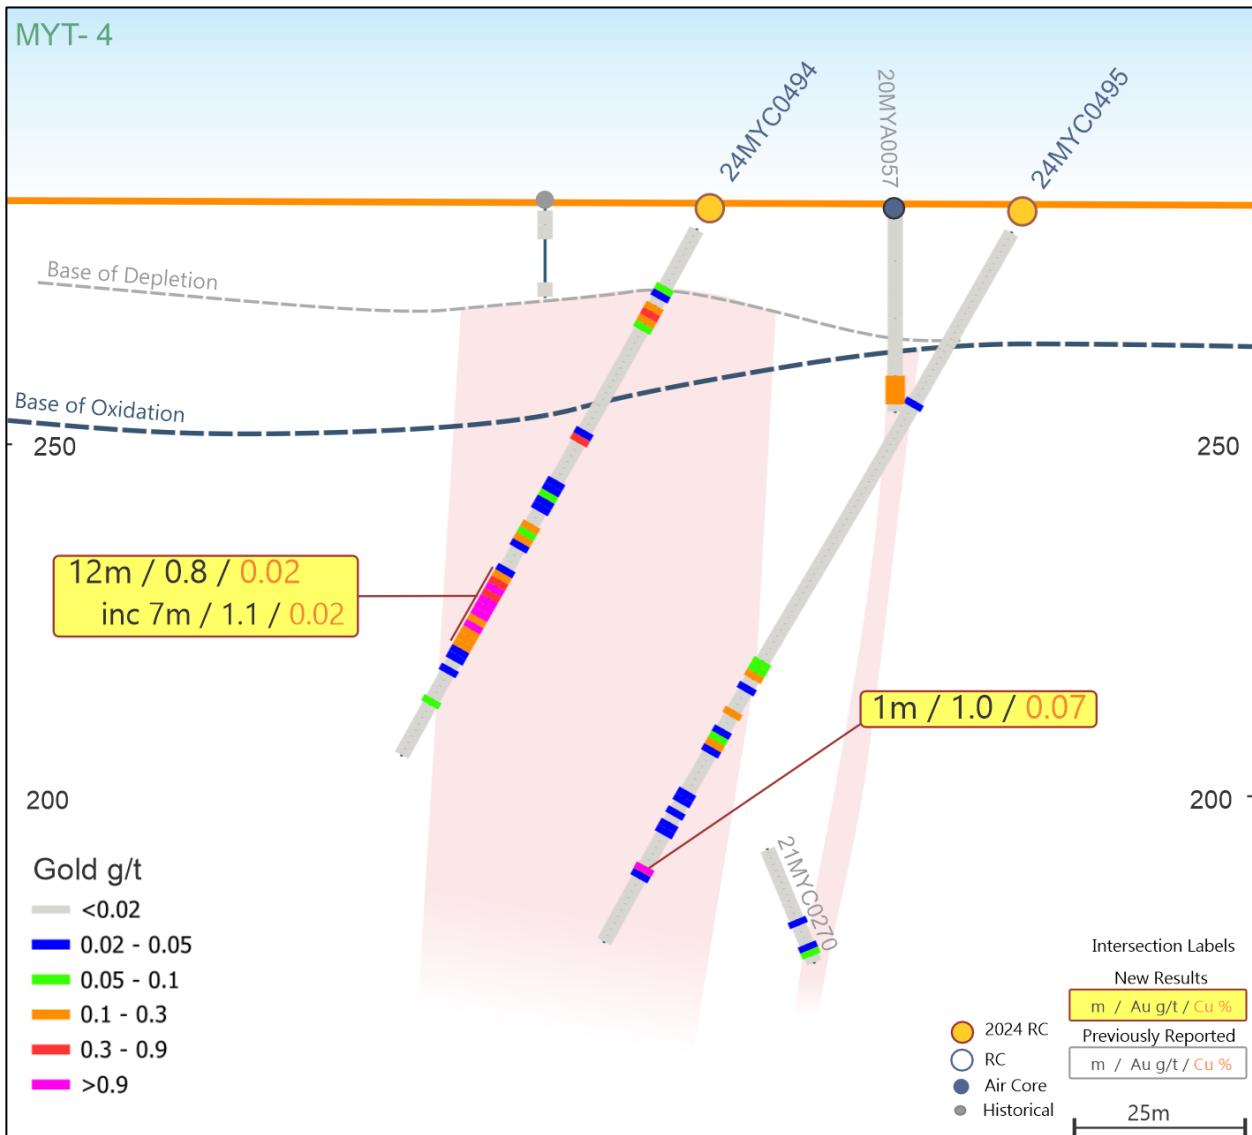 MYT- 4
24MYC0494
20MYA0057
24MYC0495
Base of Depletion
Base of Oxidation
250
250
12m / 0.8 / 0.02
inc 7m / 1.1 / 0.02
1m / 1.0 / 0.07
200
200
21MYC0270
Gold g/t
<0.02
0.02 - 0.05
0.05 - 0.1
0.1 - 0.3
0.3 - 0.9
>0.9
Intersection Labels
New Results
m / Au g/t / Cu %
Previously Reported
m / Au g/t / Cu %
2024 RC
RC
Air Core
Historical
25m